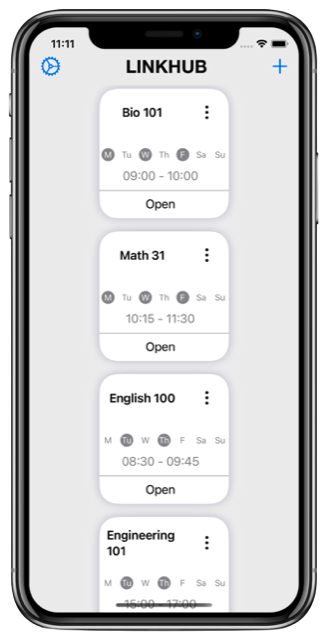 11:11
LINKHUB
Bio 101
M Tu W Th F Sa Su
09:00 - 10:00
Open
Math 31
M Tu W Th F Sa Su
10:15 - 11:30
Open
English 100
M Tu W Th F Sa Su
08:30 - 09:45
Open
Engineering
101
M Tu W Th F Sa Su
15:00 - 17:00